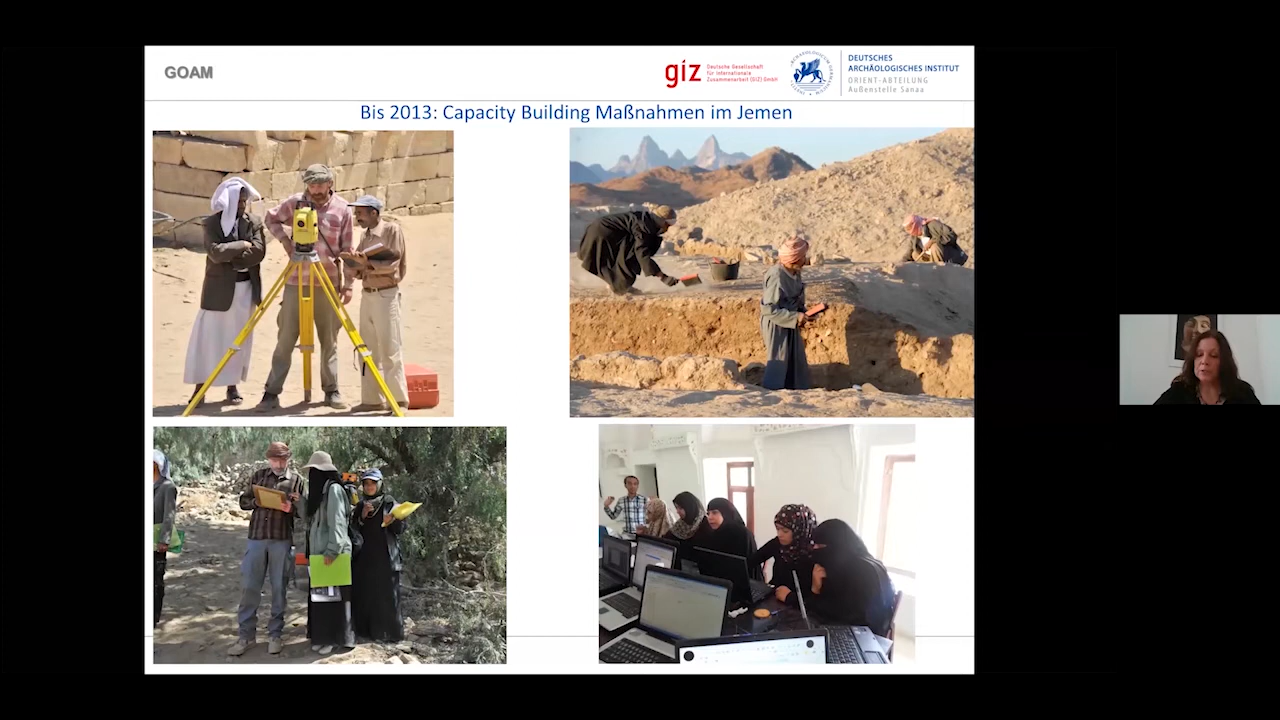 GOAM
giz
Deutsche Gesellschaft
für Internationale
Zusammenarbeit (GIZ) GmbH
DEUTSCHES
ARCHÄOLOGISCHES INSTITUT
ORIENT-ABTEILUNG
Außenstelle Sanaa
Bis 2013: Capacity Building Maßnahmen im Jemen